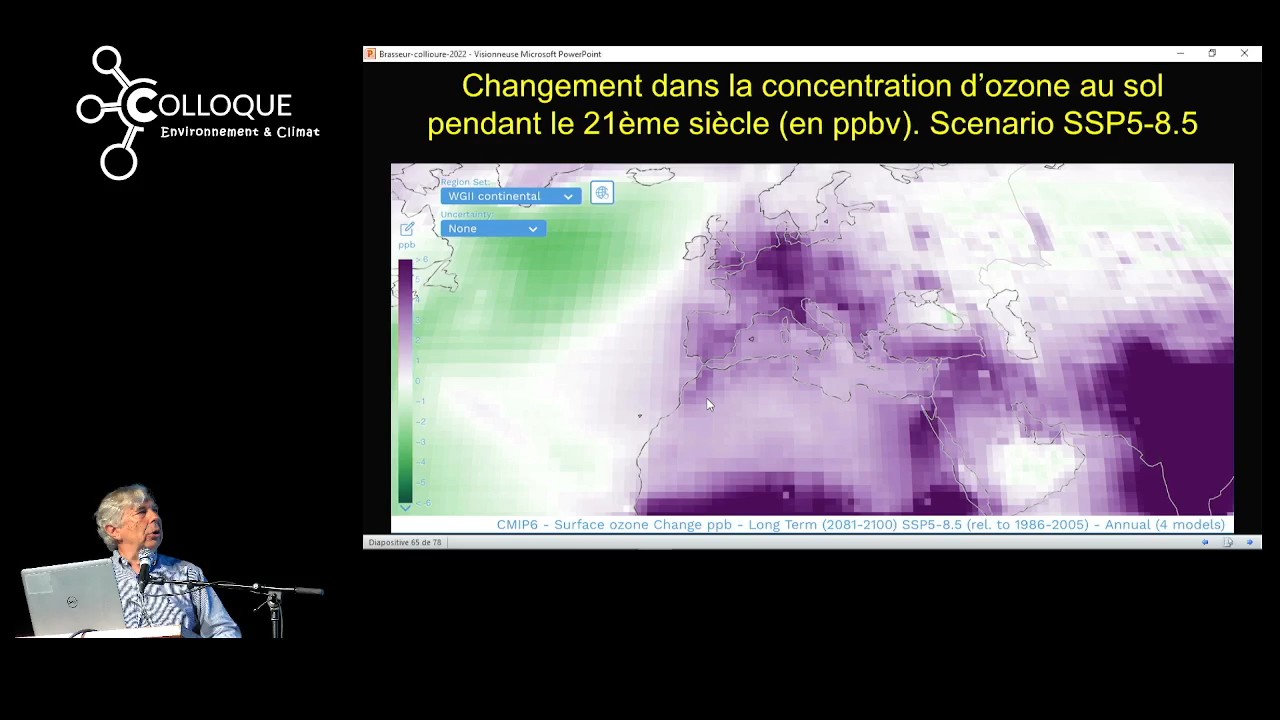 COLLOQUE
Environnement & Climat
Brasseur-collioure-2022 - Visionneuse Microsoft PowerPoint
Changement dans la concentration d’ozone au sol
pendant le 21ème siècle (en ppbv). Scenario SSP5-8.5
Region Set:
WGII continental
Uncertainty:
None
ppb
> 6
5
4
2
1
0
−1
−2
−3
−4
−5
< -6
CMIP6 - Surface ozone Change ppb - Long Term (2081-2100) SSP5-8.5 (rel. to 1986-2005) - Annual (4 models)
Diapositive 65 de 78
DELL